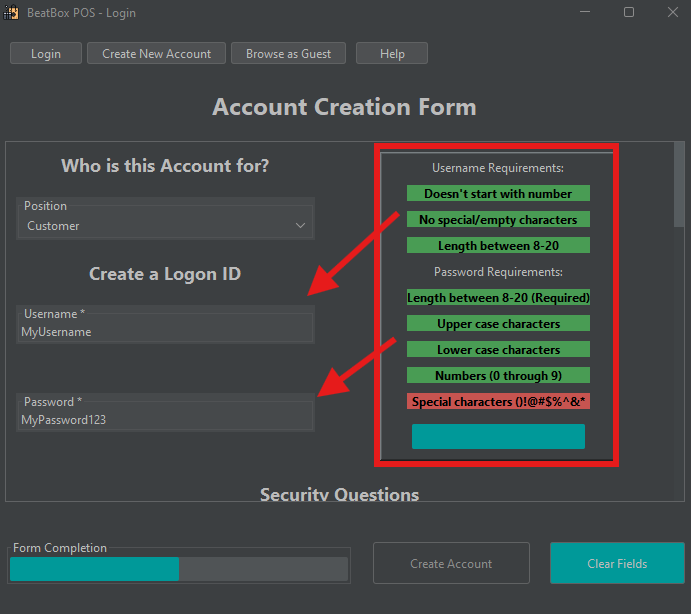 BeatBox POS - Login
Login
Create New Account
Browse as Guest
Help
Account Creation Form
Who is this Account for?
Position
Customer
Create a Logon ID
Username *
MyUsername
Password *
MyPassword123
Username Requirements:
Doesn't start with number
No special/empty characters
Length between 8-20
Password Requirements:
Length between 8-20 (Required)
Upper case characters
Lower case characters
Numbers (0 through 9)
Special characters ()!@#$%^&*
Security Questions
Form Completion
Create Account
Clear Fields